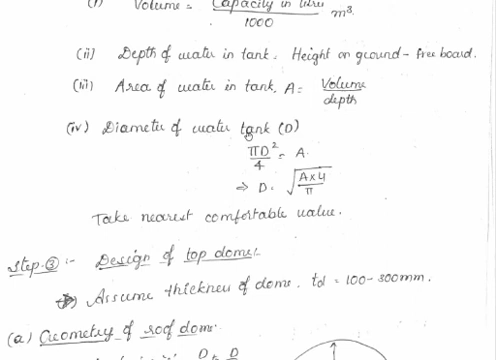 (i) Volume = Capacity in litre / 1000 m³
(ii) Depth of water in tank = Height on ground - free board.
(iii) Area of water in tank, A = Volume / depth
(iv) Diameter of water tank (D)
πD² / 4 = A
⇒ D = √(A×4 / π)
Take nearest comfortable value.
Step ③ :- Design of top dome:-
Assume thickness of dome. td = 100-300mm.
(a) Geometry of roof dome:
D D